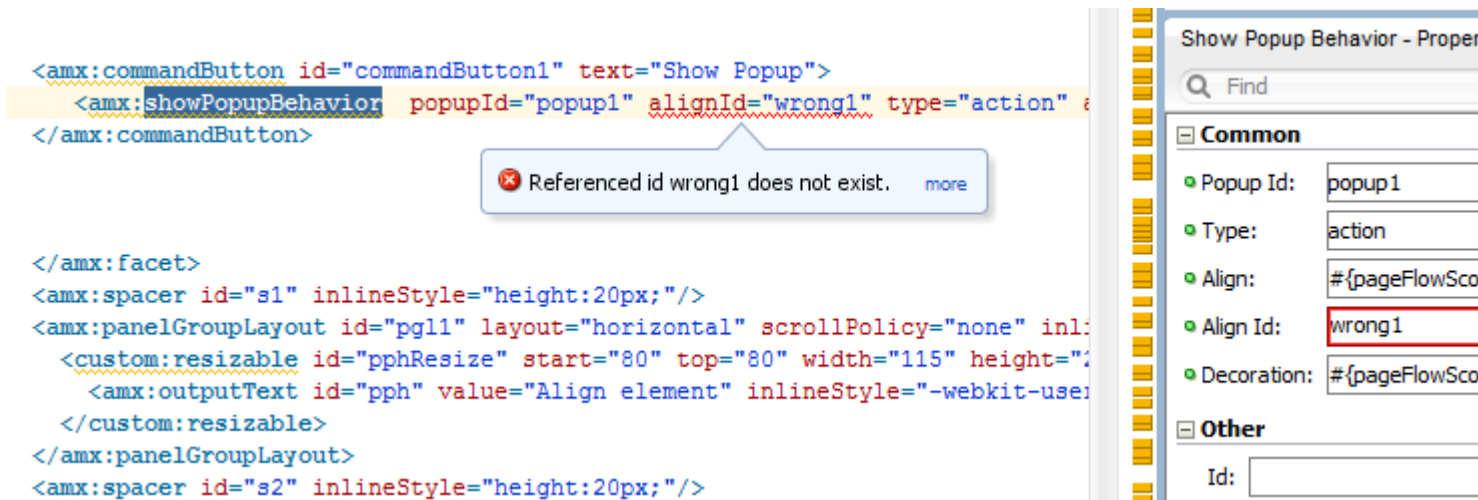 <amx:commandButton id="commandButton1" text="Show Popup">
<amx:showPopupBehavior popupId="popup1" alignId="wrong1" type="action"
</amx:commandButton>
Referenced id wrong1 does not exist. more
</amx:facet>
<amx:spacer id="s1" inlineStyle="height:20px;"/>
<amx:panelGroupLayout id="pgl1" layout="horizontal" scrollPolicy="none" inli
<custom:resizable id="pphResize" start="80" top="80" width="115" height="2
<amx:outputText id="pph" value="Align element" inlineStyle="-webkit-use
</custom:resizable>
</amx:panelGroupLayout>
<amx:spacer id="s2" inlineStyle="height:20px;"/>
Show Popup Behavior - Proper
Find
Common
Popup Id: popup1
Type: action
Align: #{pageFlowSco
Align Id: wrong1
Decoration: #{pageFlowSco
Other
Id: